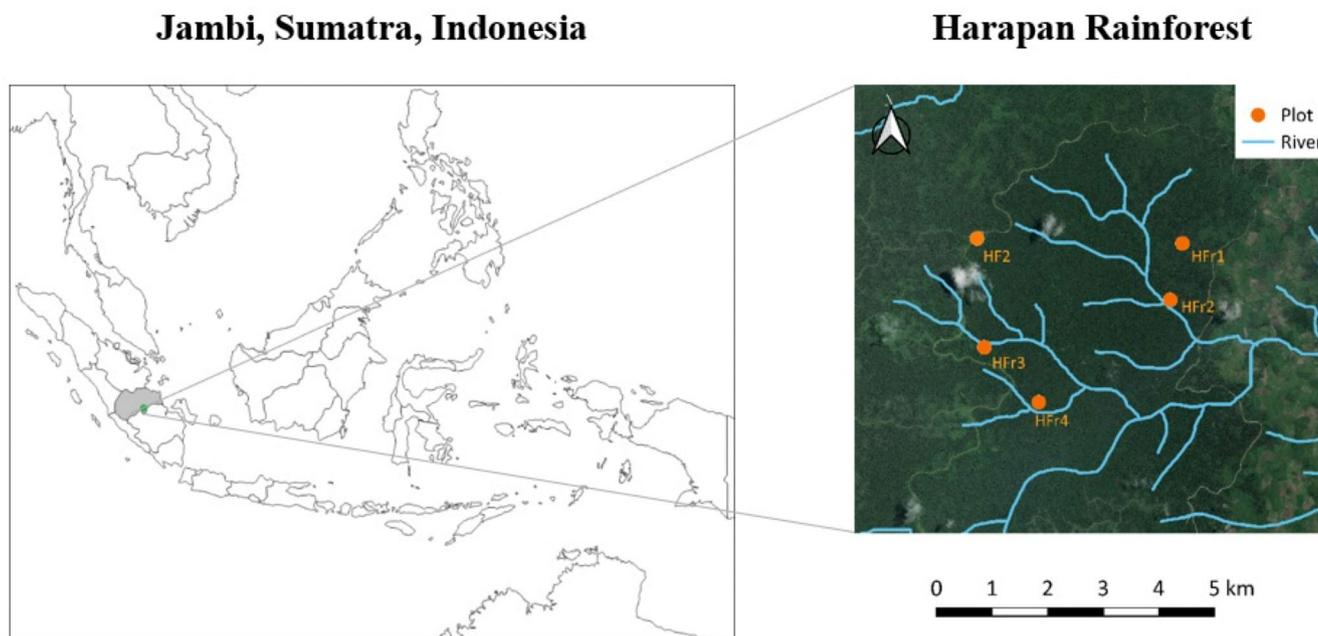 Jambi, Sumatra, Indonesia
Harapan Rainforest
Plot
River
HF2
HFr1
HFr2
HFr3
HFr4
0 1 2 3 4 5 km